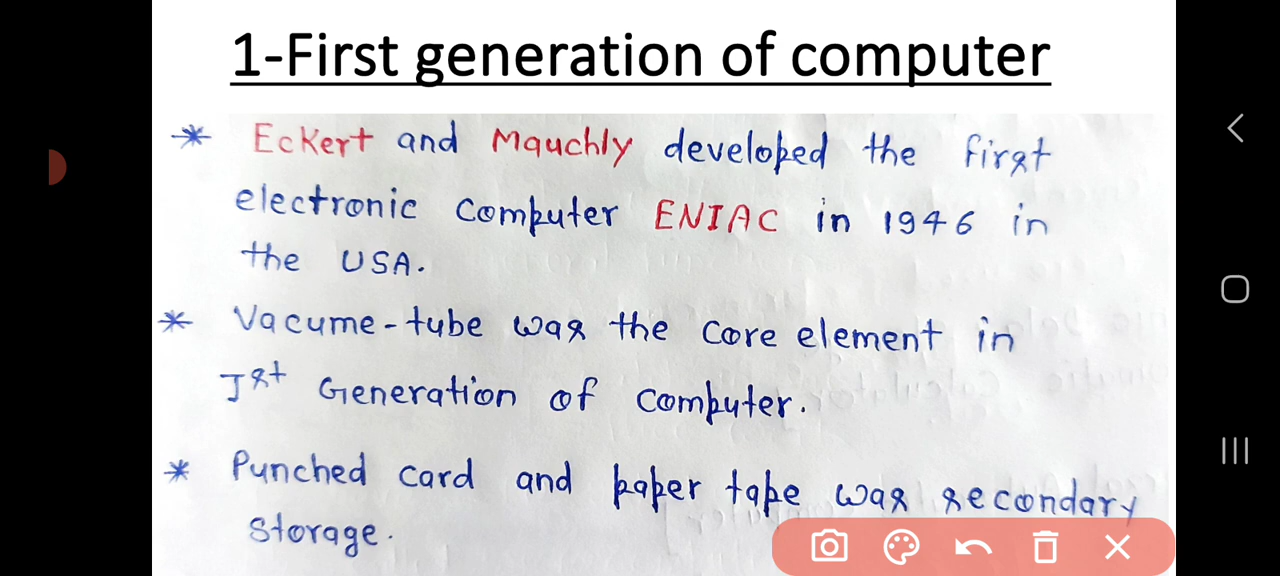 1-First generation of computer
* Eckert and Mauchly developed the first
electronic computer ENIAC in 1946 in
the USA.
* Vacume-tube was the core element in
Ist Generation of computer.
* Punched card and paper tape was secondary
storage.